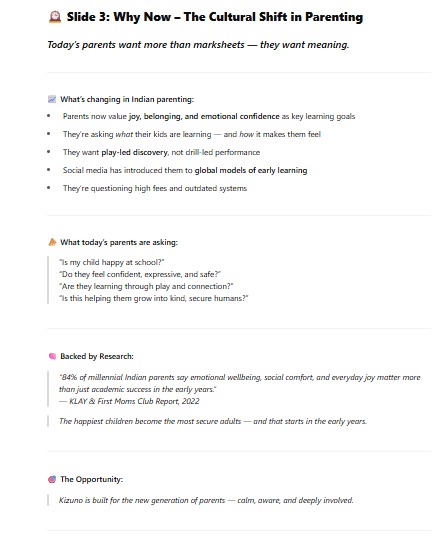 Slide 3: Why Now – The Cultural Shift in Parenting
Today's parents want more than marksheets — they want meaning.
What's changing in Indian parenting:
Parents now value joy, belonging, and emotional confidence as key learning goals
They're asking what their kids are learning — and how it makes them feel
They want play-led discovery, not drill-led performance
Social media has introduced them to global models of early learning
They're questioning high fees and outdated systems
What today's parents are asking:
"Is my child happy at school?"
"Do they feel confident, expressive, and safe?"
"Are they learning through play and connection?"
"Is this helping them grow into kind, secure humans?"
Backed by Research:
"84% of millennial Indian parents say emotional wellbeing, social comfort, and everyday joy matter more
than just academic success in the early years."
— KLAY & First Moms Club Report, 2022
The happiest children become the most secure adults — and that starts in the early years.
The Opportunity:
Kizuno is built for the new generation of parents — calm, aware, and deeply involved.